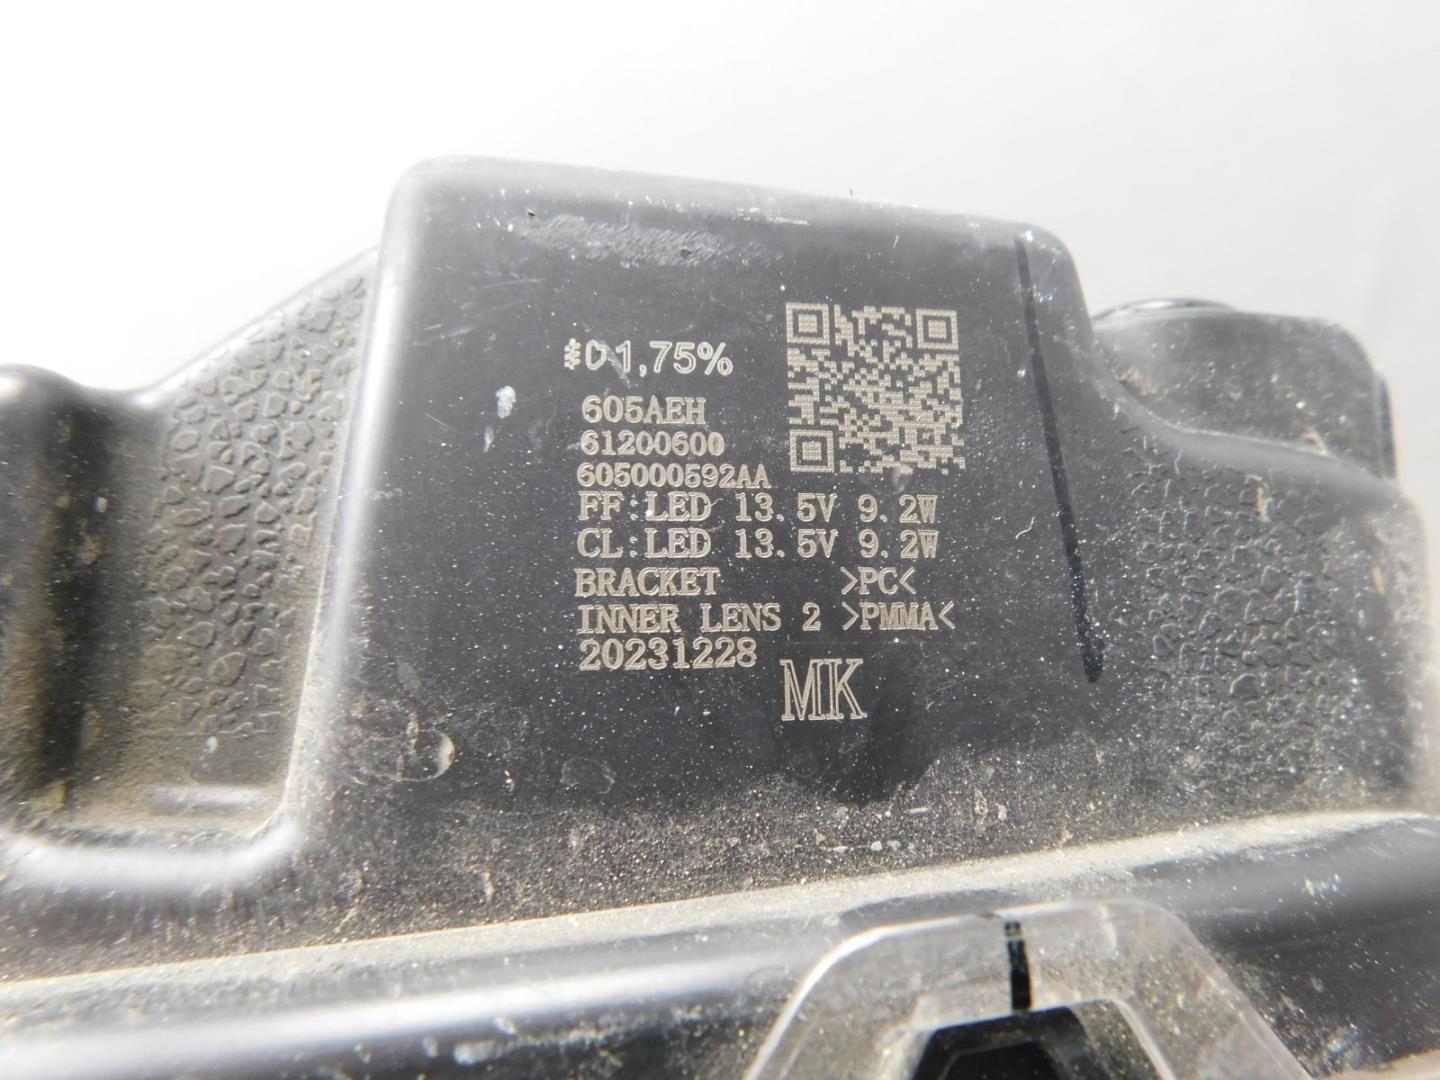 1,75%
605AEH
61200600
605000592AA
FF:LED 13.5V 9.2W
CL:LED 13.5V 9.2W
BRACKET >PC<
INNER LENS 2 >PMMA<
20231228
MK